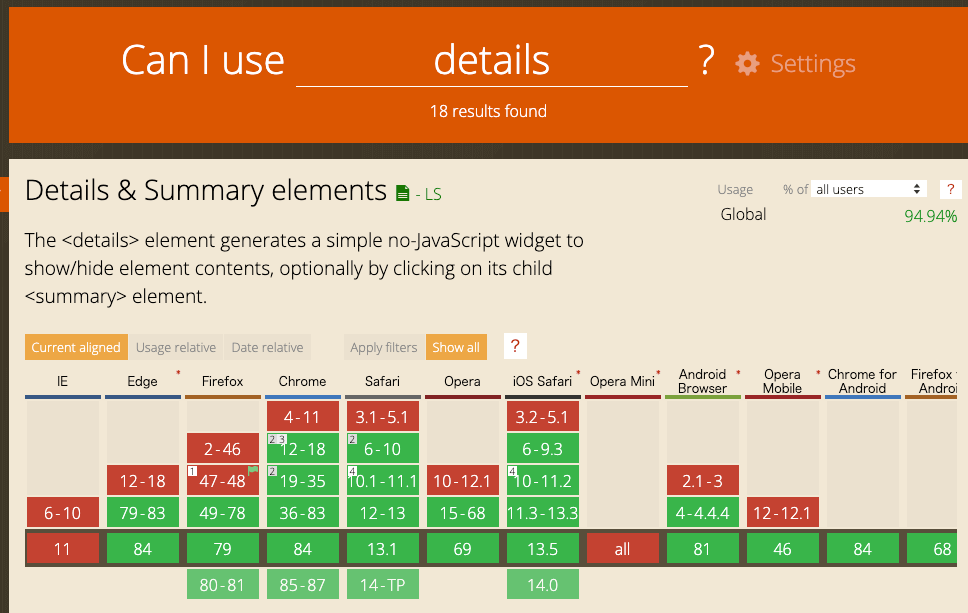 Can I use details ? Settings
18 results found
Details & Summary elements - LS
Usage % of all users ?
Global 94.94%
The <details> element generates a simple no-JavaScript widget to
show/hide element contents, optionally by clicking on its child
<summary> element.
Current aligned Usage relative Date relative Apply filters Show all ?
IE Edge * Firefox Chrome Safari Opera iOS Safari * Opera Mini * Android Browser * Opera Mobile * Chrome for Android Firefox
4-11 3.1-5.1 3.2-5.1
2-46 2 3 12-18 2 6-10 6-9.3
12-18 1 47-48 2 19-35 4 10.1-11.1 10-12.1 4 10-11.2 2.1-3
6-10 79-83 49-78 36-83 12-13 15-68 11.3-13.3 4-4.4.4 12-12.1
11 84 79 84 13.1 69 13.5 all 81 46 84 68
80-81 85-87 14-TP 14.0